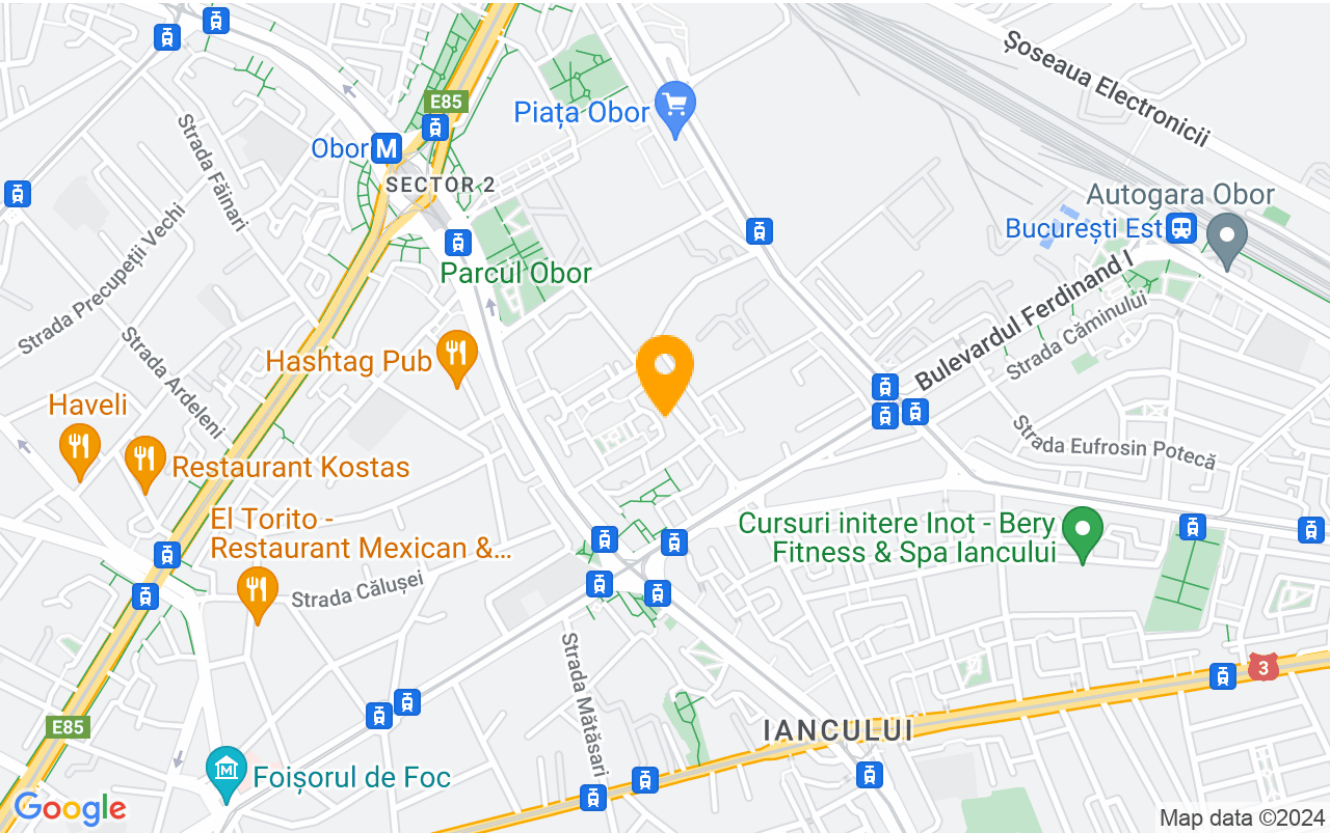 Șoseaua Electronicii
E85
Piața Obor
Strada Făinari
Obor
M
SECTOR 2
Autogara Obor
București Est
Strada Precupeții Vechi
Parcul Obor
Bulevardul Ferdinand I
Strada Căminului
Strada Ardeleni
Hashtag Pub
Haveli
Restaurant Kostas
Strada Eufrosin Potecă
El Torito -
Restaurant Mexican &...
Cursuri initere Inot - Bery
Fitness & Spa Iancului
Strada Călușei
Strada Mătăsari
3
E85
IANCULUI
M
Foișorul de Foc
Google
Map data ©2024